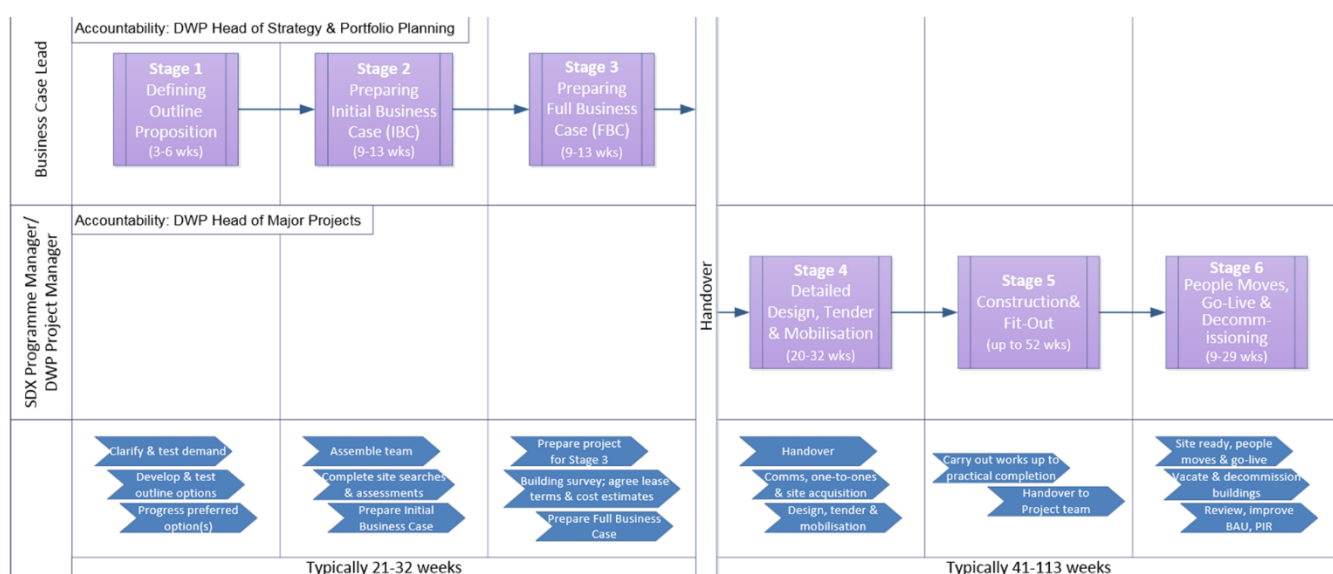 Business Case Lead
Accountability: DWP Head of Strategy & Portfolio Planning
Stage 1
Defining
Outline
Proposition
(3-6 wks)
Stage 2
Preparing
Initial Business
Case (IBC)
(9-13 wks)
Stage 3
Preparing
Full Business
Case (FBC)
(9-13 wks)
SDX Programme Manager/
DWP Project Manager
Accountability: DWP Head of Major Projects
Handover
Stage 4
Detailed
Design, Tender
& Mobilisation
(20-32 wks)
Stage 5
Construction&
Fit-Out
(up to 52 wks)
Stage 6
People Moves,
Go-Live &
Decomm-
issioning
(9-29 wks)
Clarify & test demand
Develop & test
outline options
Progress preferred
option(s)
Assemble team
Complete site searches
& assessments
Prepare Initial
Business Case
Prepare project
for Stage 3
Building survey; agree lease
terms & cost estimates
Prepare Full Business
Case
Handover
Comms, one-to-ones
& site acquisition
Design, tender &
mobilisation
Carry out works up to
practical completion
Handover to
Project team
Site ready, people
moves & go-live
Vacate & decommission
buildings
Review, improve
BAU, PIR
Typically 21-32 weeks
Typically 41-113 weeks